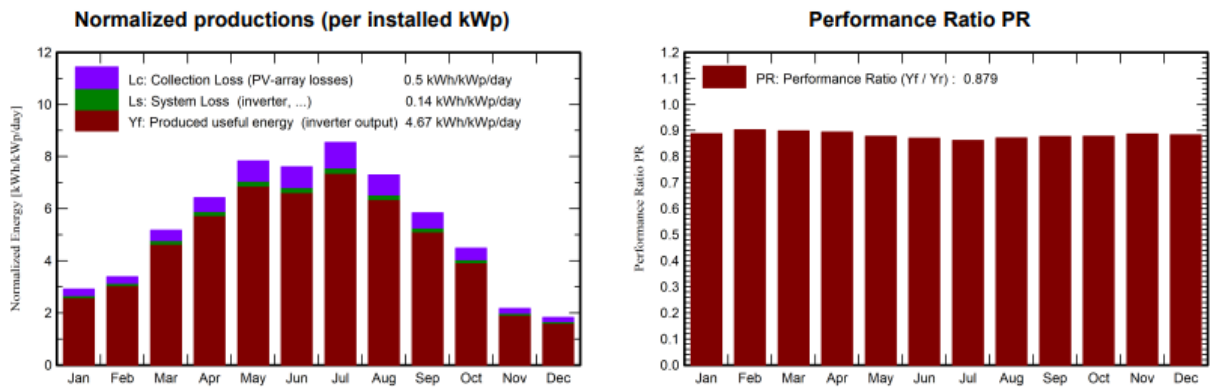 Normalized productions (per installed kWp)
Normalized Energy [kWh/kWp/day]
12
10
8
6
4
2
0
Lc: Collection Loss (PV-array losses) 0.5 kWh/kWp/day
Ls: System Loss (inverter, ...) 0.14 kWh/kWp/day
Yf: Produced useful energy (inverter output) 4.67 kWh/kWp/day
Jan Feb Mar Apr May Jun Jul Aug Sep Oct Nov Dec
Performance Ratio PR
Performance Ratio PR
1.2
1.1
1.0
0.9
0.8
0.7
0.6
0.5
0.4
0.3
0.2
0.1
0.0
PR: Performance Ratio (Yf / Yr) : 0.879
Jan Feb Mar Apr May Jun Jul Aug Sep Oct Nov Dec